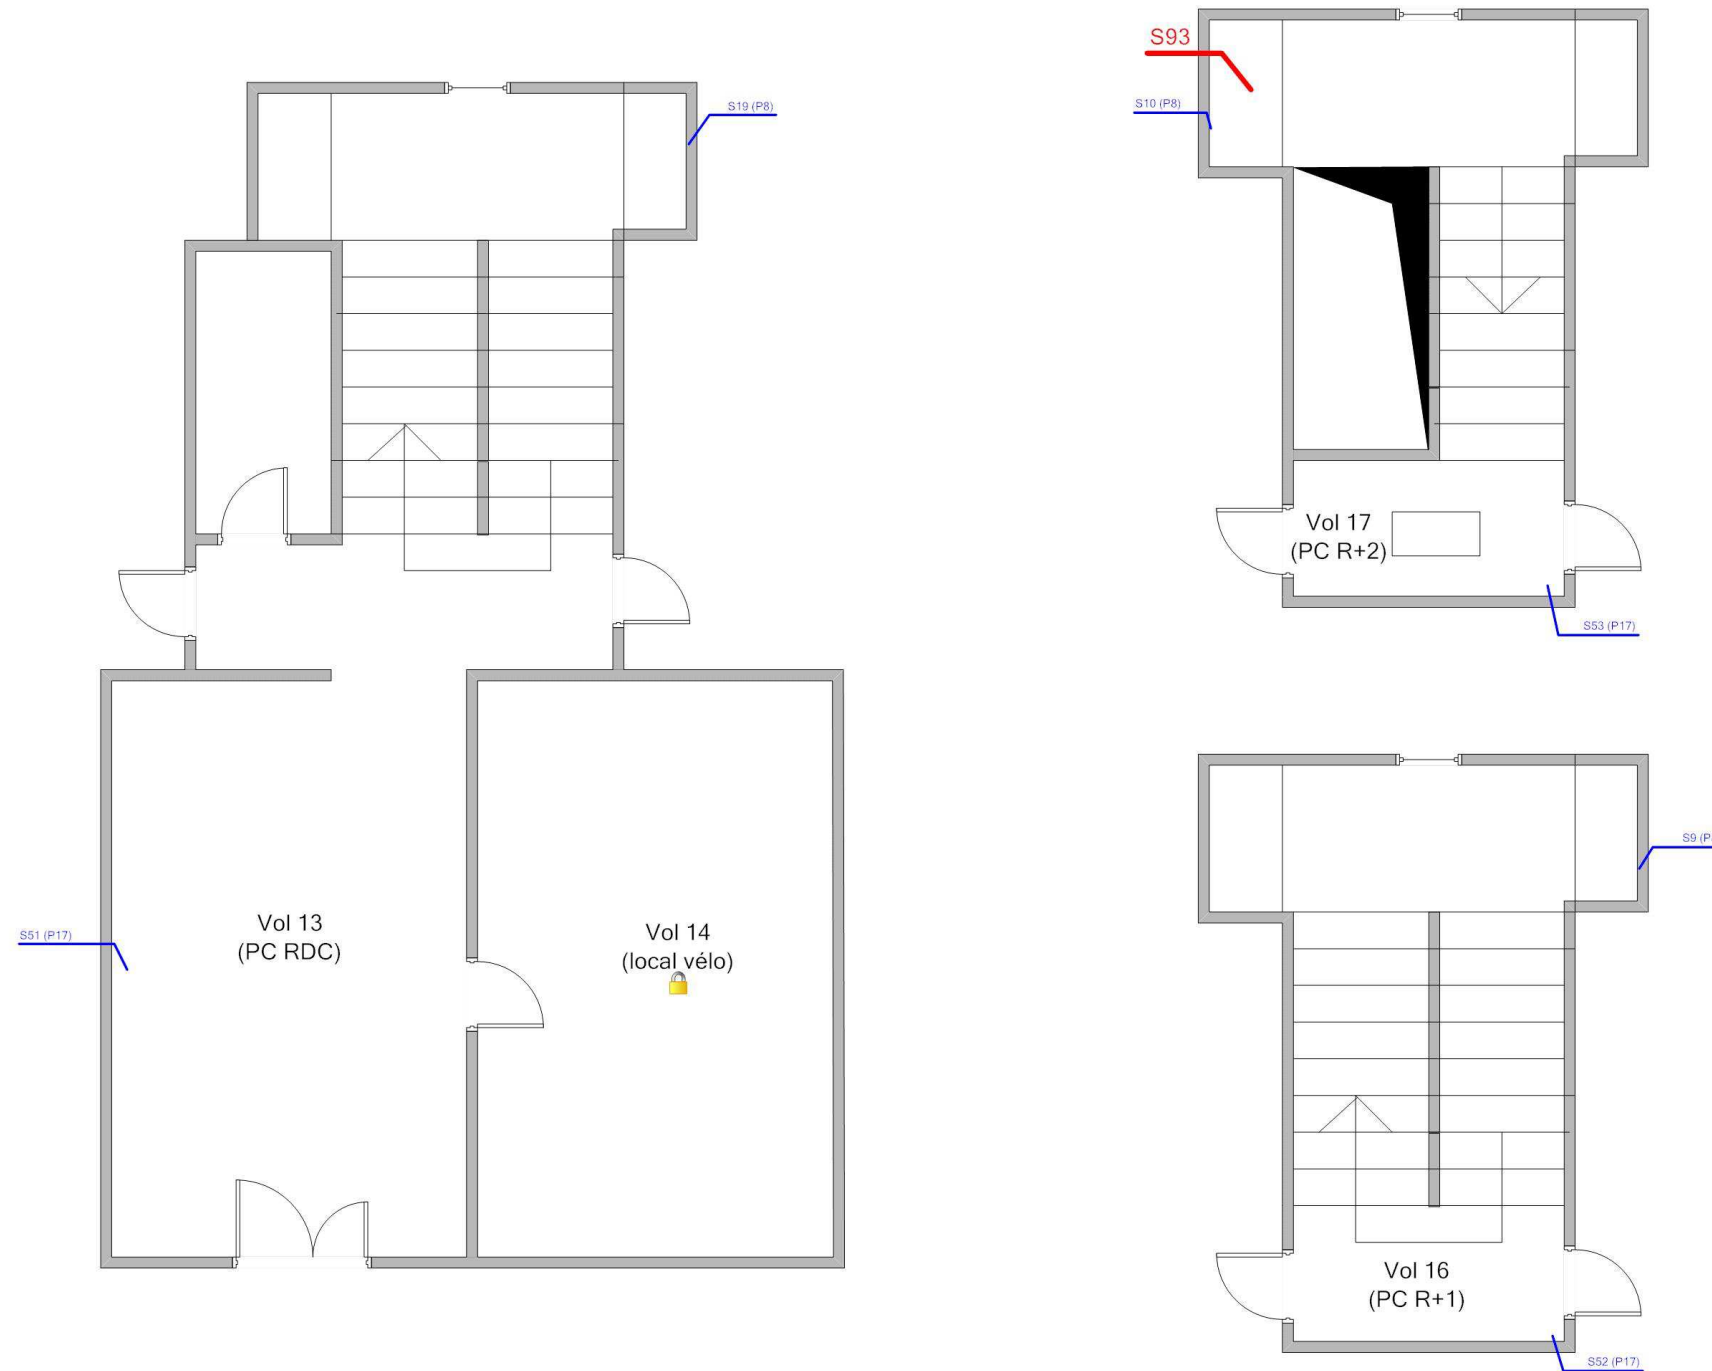 S93
S10 (P8)
S19 (P8)
Vol 17
(PC R+2)
S53 (P17)
S9 (P
Vol 13
(PC RDC)
Vol 14
(local vélo)
S51 (P17)
Vol 16
(PC R+1)
S52 (P17)